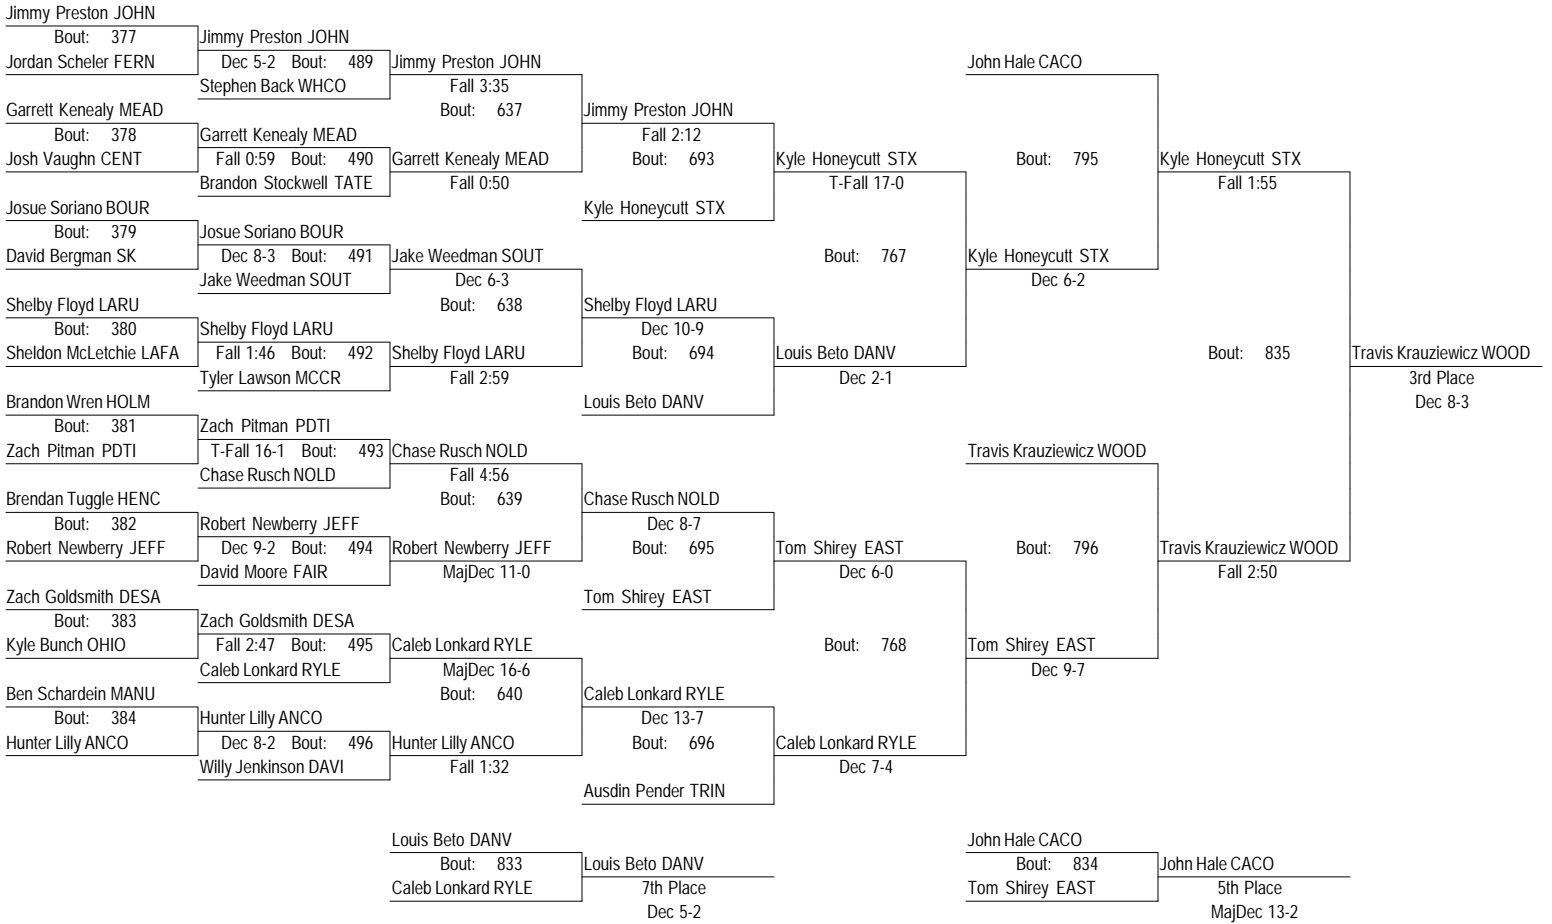 Jimmy Preston JOHN
Bout: 377
Jimmy Preston JOHN
Jordan Scheler FERN
Dec 5-2 Bout: 489
Jimmy Preston JOHN
John Hale CACO
Stephen Back WHCO
Fall 3:35
Garrett Kenealy MEAD
Bout: 637
Jimmy Preston JOHN
Bout: 378
Garrett Kenealy MEAD
Fall 2:12
Josh Vaughn CENT
Fall 0:59 Bout: 490
Garrett Kenealy MEAD
Bout: 693
Kyle Honeycutt STX
Bout: 795
Kyle Honeycutt STX
Brandon Stockwell TATE
Fall 0:50
T-Fall 17-0
Fall 1:55
Josue Soriano BOUR
Kyle Honeycutt STX
Bout: 379
Josue Soriano BOUR
David Bergman SK
Dec 8-3 Bout: 491
Jake Weedman SOUT
Bout: 767
Kyle Honeycutt STX
Jake Weedman SOUT
Dec 6-3
Dec 6-2
Shelby Floyd LARU
Bout: 638
Shelby Floyd LARU
Bout: 380
Shelby Floyd LARU
Dec 10-9
Sheldon McLetchie LAFA
Fall 1:46 Bout: 492
Shelby Floyd LARU
Bout: 694
Louis Beto DANV
Bout: 835
Travis Krauziewicz WOOD
Tyler Lawson MCCR
Fall 2:59
Dec 2-1
3rd Place
Brandon Wren HOLM
Louis Beto DANV
Dec 8-3
Bout: 381
Zach Pitman PDTI
Zach Pitman PDTI
T-Fall 16-1 Bout: 493
Chase Rusch NOLD
Travis Krauziewicz WOOD
Chase Rusch NOLD
Fall 4:56
Brendan Tuggle HENC
Bout: 639
Chase Rusch NOLD
Bout: 382
Robert Newberry JEFF
Dec 8-7
Robert Newberry JEFF
Dec 9-2 Bout: 494
Robert Newberry JEFF
Bout: 695
Tom Shirey EAST
Bout: 796
Travis Krauziewicz WOOD
David Moore FAIR
MajDec 11-0
Dec 6-0
Fall 2:50
Zach Goldsmith DESA
Tom Shirey EAST
Bout: 383
Zach Goldsmith DESA
Kyle Bunch OHIO
Fall 2:47 Bout: 495
Caleb Lonkard RYLE
Bout: 768
Tom Shirey EAST
Caleb Lonkard RYLE
MajDec 16-6
Dec 9-7
Ben Schardein MANU
Bout: 640
Caleb Lonkard RYLE
Bout: 384
Hunter Lilly ANCO
Dec 13-7
Hunter Lilly ANCO
Dec 8-2 Bout: 496
Hunter Lilly ANCO
Bout: 696
Caleb Lonkard RYLE
Willy Jenkinson DAVI
Fall 1:32
Dec 7-4
Ausdin Pender TRIN
Louis Beto DANV
John Hale CACO
Bout: 833
Louis Beto DANV
Bout: 834
John Hale CACO
Caleb Lonkard RYLE
7th Place
Tom Shirey EAST
5th Place
Dec 5-2
MajDec 13-2